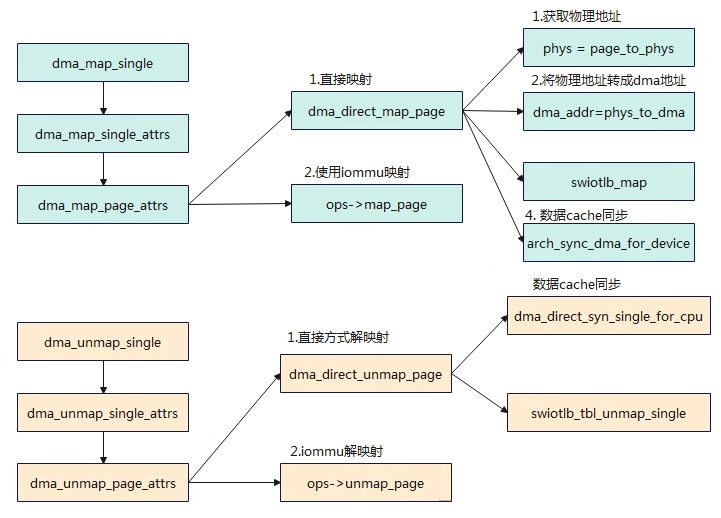 dma_map_single
dma_map_single_attrs
dma_map_page_attrs
1.直接映射
dma_direct_map_page
2.使用iommu映射
ops->map_page
1.获取物理地址
phys = page_to_phys
2.将物理地址转成dma地址
dma_addr=phys_to_dma
swiotlb_map
4. 数据cache同步
arch_sync_dma_for_device
dma_unmap_single
dma_unmap_single_attrs
dma_unmap_page_attrs
1.直接方式解映射
dma_direct_unmap_page
2.iommu解映射
ops->unmap_page
数据cache同步
dma_direct_syn_single_for_cpu
swiotlb_tbl_unmap_single